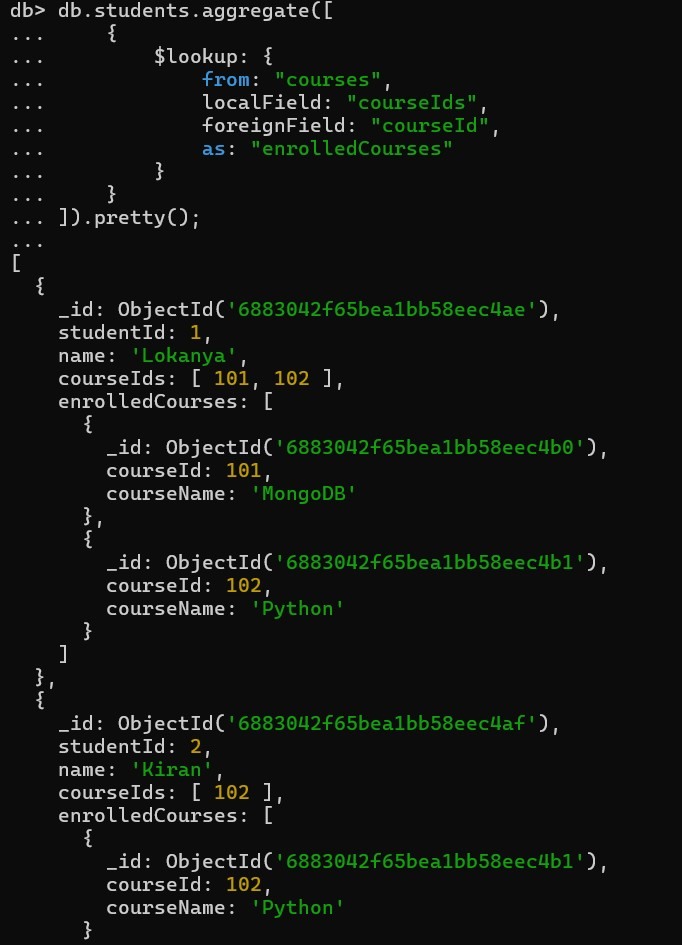 db> db.students.aggregate([
...     {
...         $lookup: {
...             from: "courses",
...             localField: "courseIds",
...             foreignField: "courseId",
...             as: "enrolledCourses"
...         }
...     }
... ]).pretty();
...
[
  {
    _id: ObjectId('6883042f65bea1bb58eec4ae'),
    studentId: 1,
    name: 'Lokanya',
    courseIds: [ 101, 102 ],
    enrolledCourses: [
      {
        _id: ObjectId('6883042f65bea1bb58eec4b0'),
        courseId: 101,
        courseName: 'MongoDB'
      },
      {
        _id: ObjectId('6883042f65bea1bb58eec4b1'),
        courseId: 102,
        courseName: 'Python'
      }
    ]
  },
  {
    _id: ObjectId('6883042f65bea1bb58eec4af'),
    studentId: 2,
    name: 'Kiran',
    courseIds: [ 102 ],
    enrolledCourses: [
      {
        _id: ObjectId('6883042f65bea1bb58eec4b1'),
        courseId: 102,
        courseName: 'Python'
      }